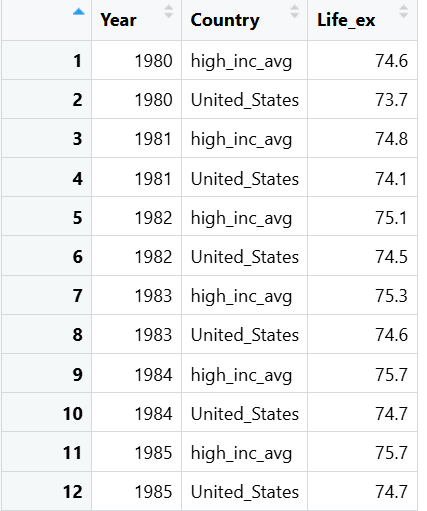 Year Country Life_ex
1 1980 high_inc_avg 74.6
2 1980 United_States 73.7
3 1981 high_inc_avg 74.8
4 1981 United_States 74.1
5 1982 high_inc_avg 75.1
6 1982 United_States 74.5
7 1983 high_inc_avg 75.3
8 1983 United_States 74.6
9 1984 high_inc_avg 75.7
10 1984 United_States 74.7
11 1985 high_inc_avg 75.7
12 1985 United_States 74.7